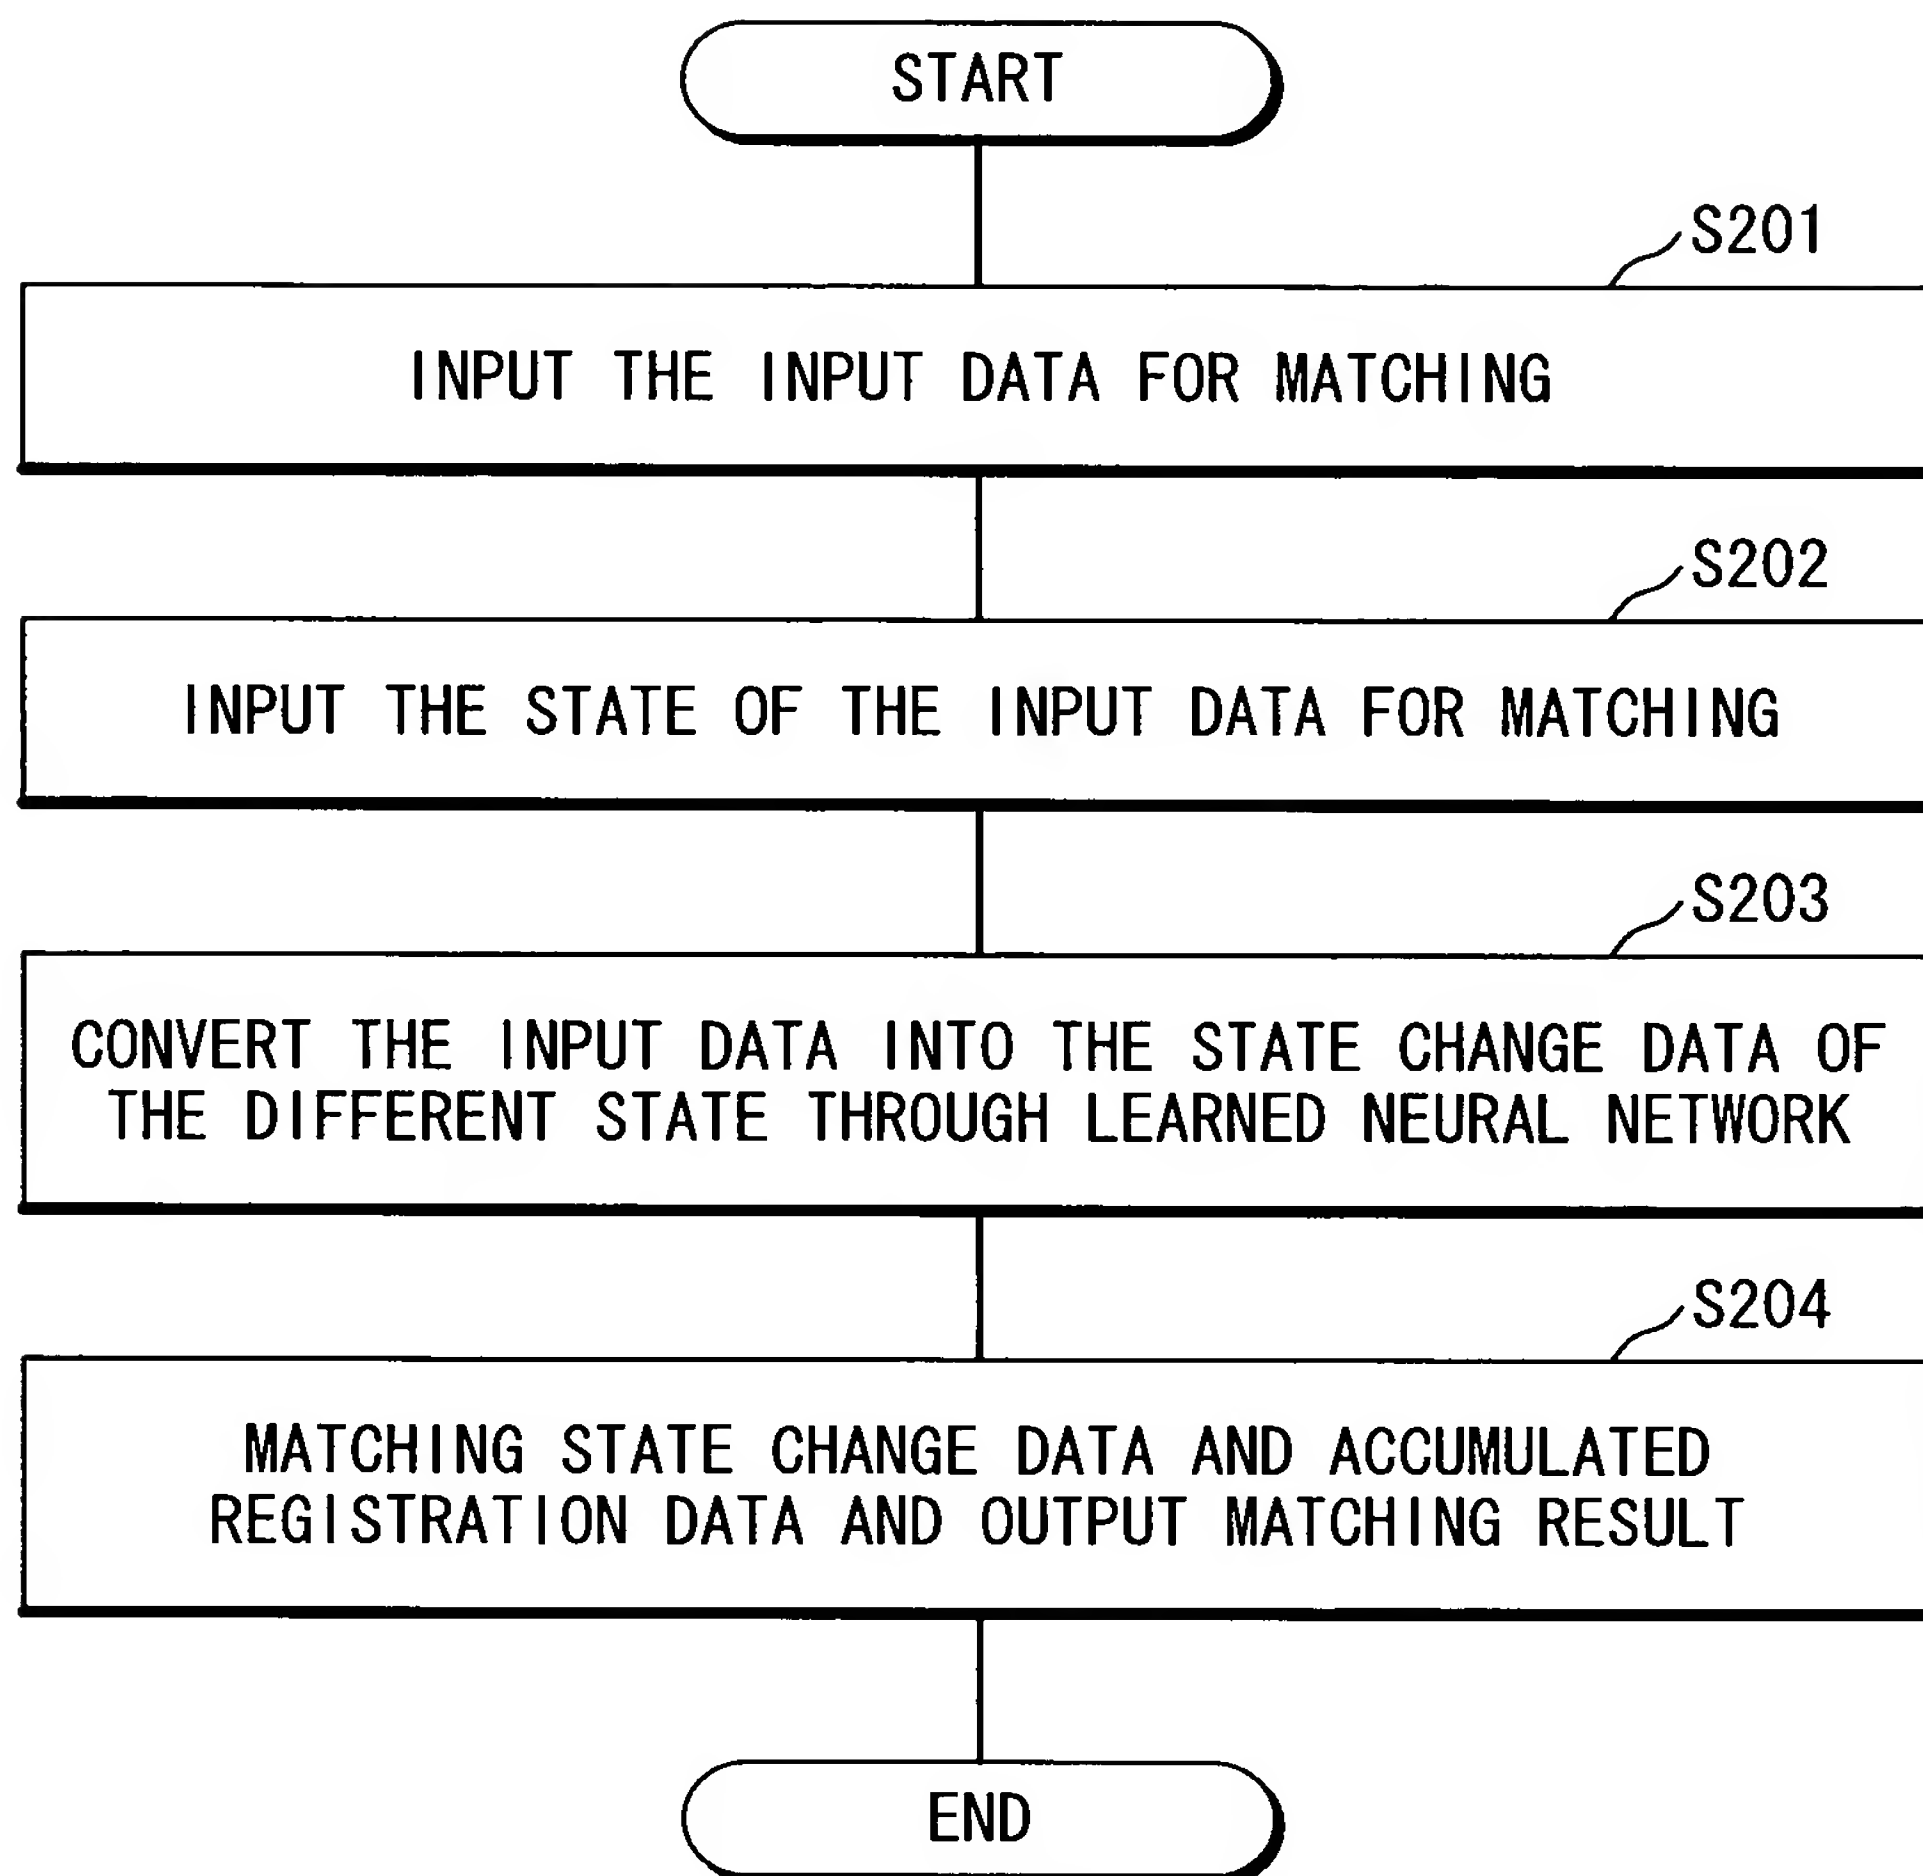 START
S201
INPUT THE INPUT DATA FOR MATCHING
S202
INPUT THE STATE OF THE INPUT DATA FOR MATCHING
S203
CONVERT THE INPUT DATA INTO THE STATE CHANGE DATA OF
THE DIFFERENT STATE THROUGH LEARNED NEURAL NETWORK
S204
MATCHING STATE CHANGE DATA AND ACCUMULATED
REGISTRATION DATA AND OUTPUT MATCHING RESULT
END